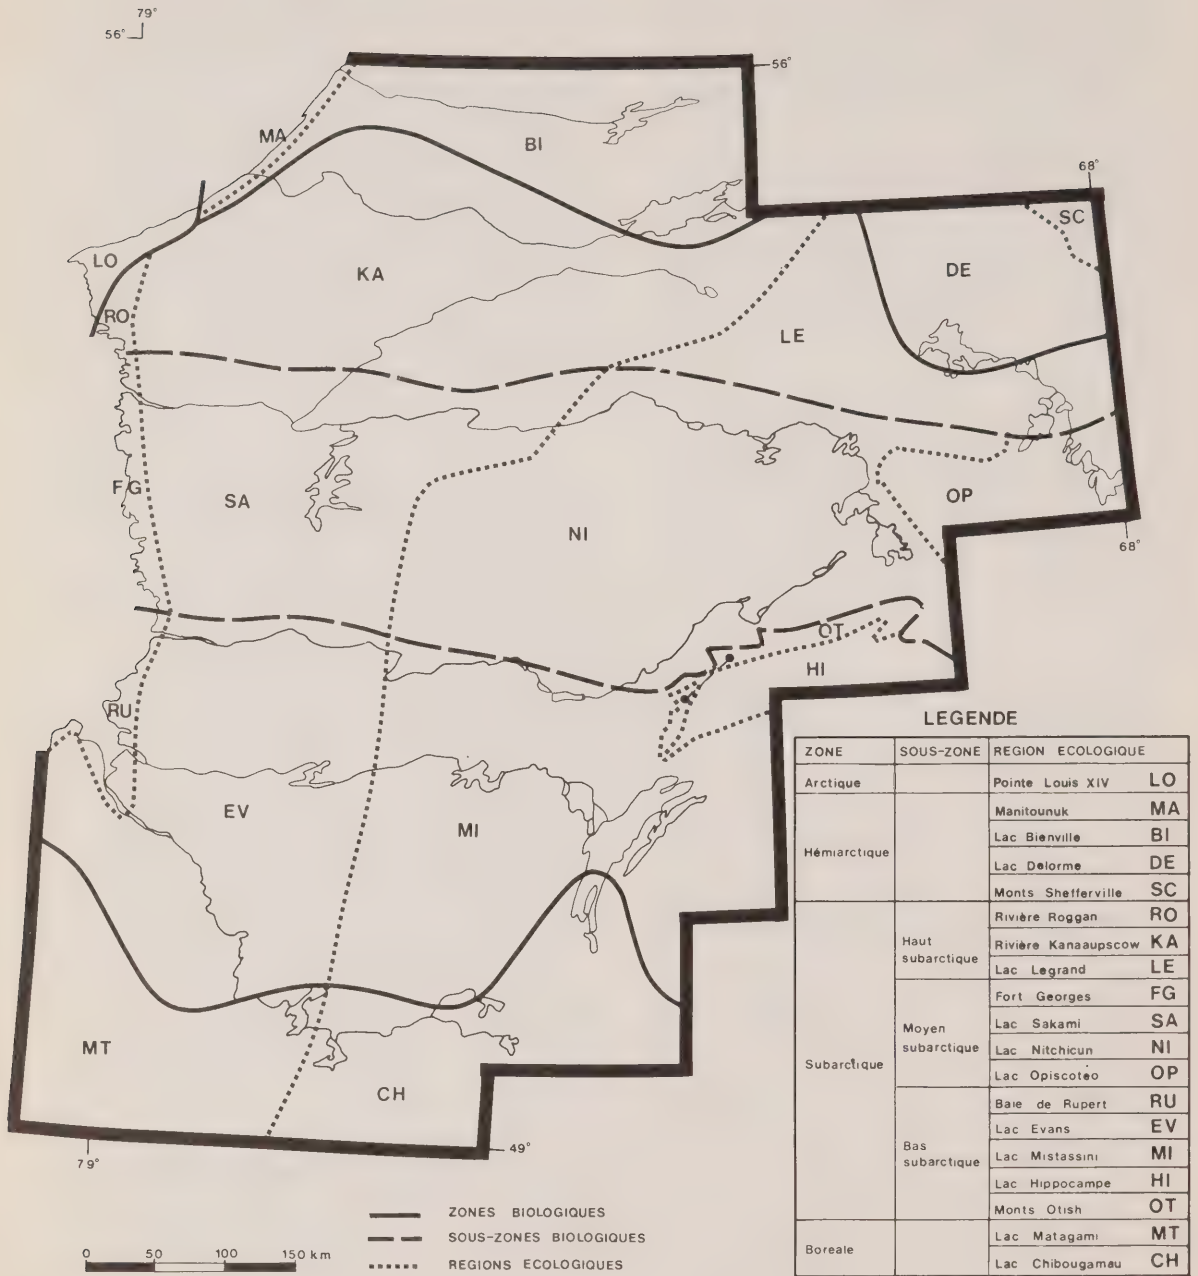 79°
56°
56°
MA
BI
68°
SC
LO
KA
DE
RO
LE
FG
SA
OP
NI
68°
OT
HI
RU
EV
MI
MT
CH
49°
79°
LEGENDE
ZONE SOUS-ZONE REGION ECOLOGIQUE
Arctique Pointe Louis XIV LO
Hémiarctique
Manitounuk MA
Lac Bienville BI
Lac Delorme DE
Monts Shefferville SC
Subarctique
Haut subarctique
Rivière Roggan RO
Rivière Kanaaupscow KA
Lac Legrand LE
Moyen subarctique
Fort Georges FG
Lac Sakami SA
Lac Nitchicun NI
Lac Opiscoteo OP
Bas subarctique
Baie de Rupert RU
Lac Evans EV
Lac Mistassini MI
Lac Hippocampe HI
Monts Otish OT
Boreale
Lac Matagami MT
Lac Chibougamau CH
ZONES BIOLOGIQUES
SOUS-ZONES BIOLOGIQUES
REGIONS ECOLOGIQUES
0 50 100 150 km